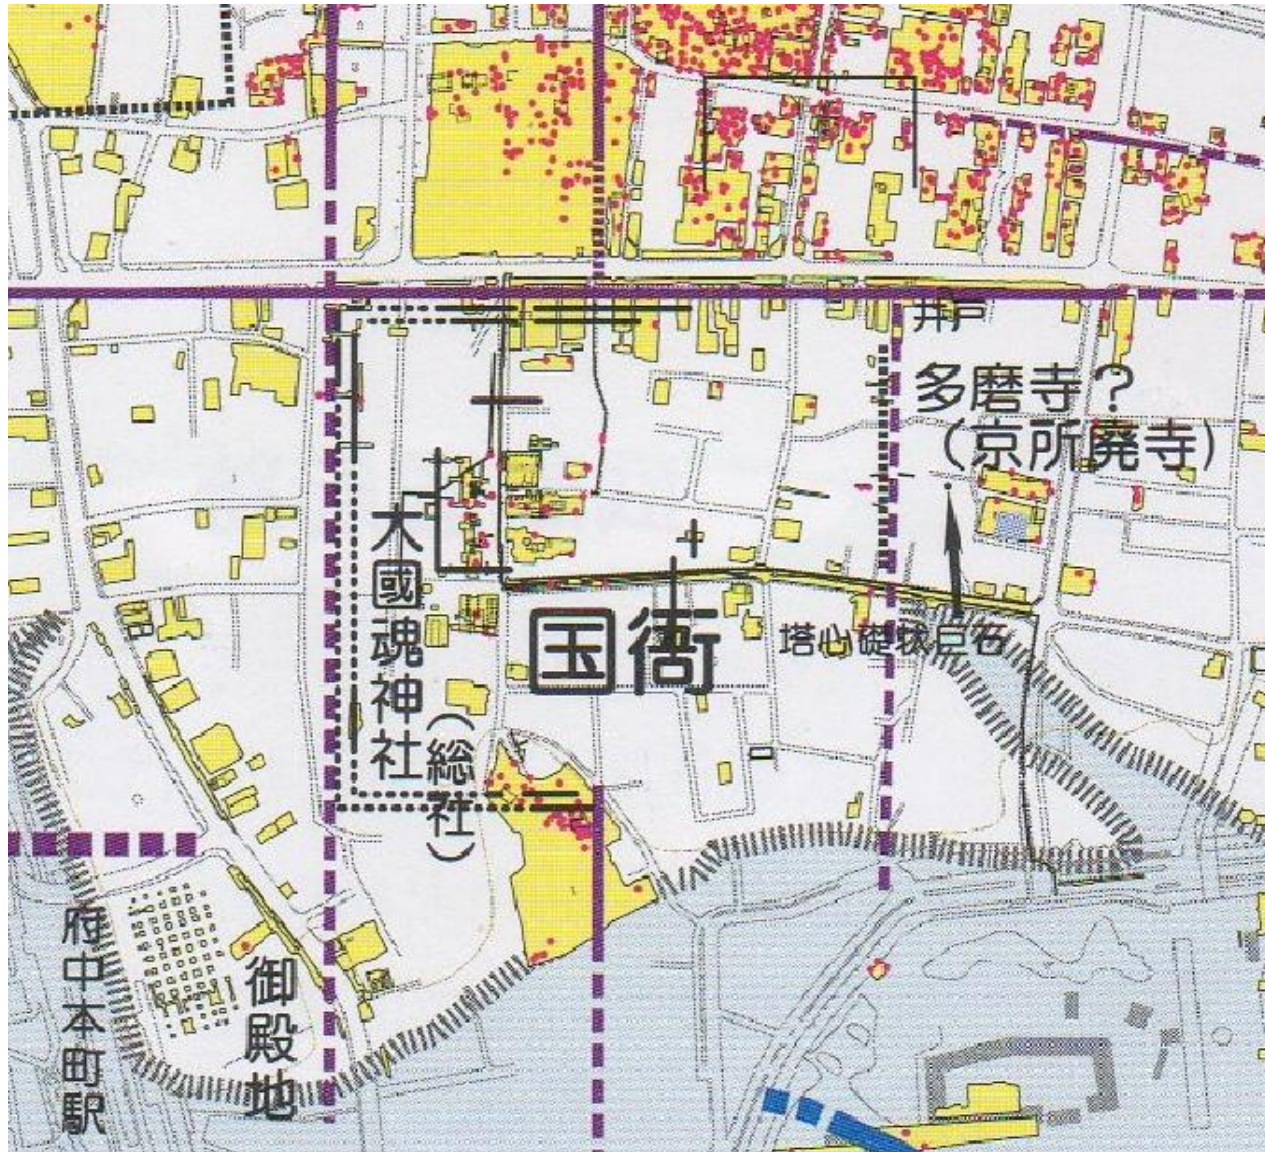 井戸
多磨寺？
（京所廃寺）
大國魂神社
（総社）
国衙
塔心礎状巨石
府中本町駅
御殿地